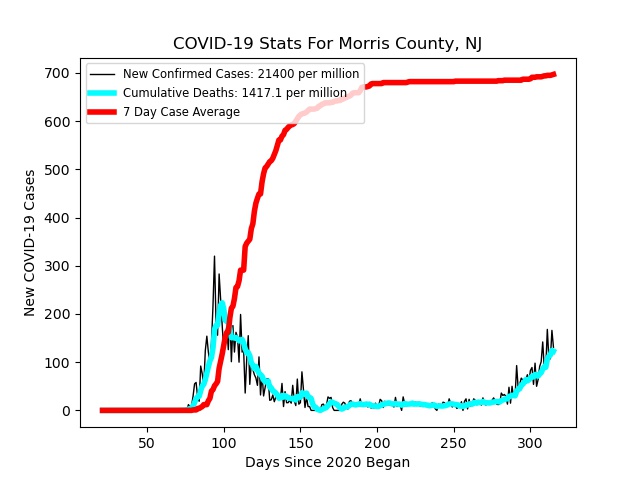 COVID-19 Stats For Morris County, NJ
New Confirmed Cases: 21400 per million
Cumulative Deaths: 1417.1 per million
7 Day Case Average
700
600
500
400
300
200
100
0
New COVID-19 Cases
50 100 150 200 250 300
Days Since 2020 Began